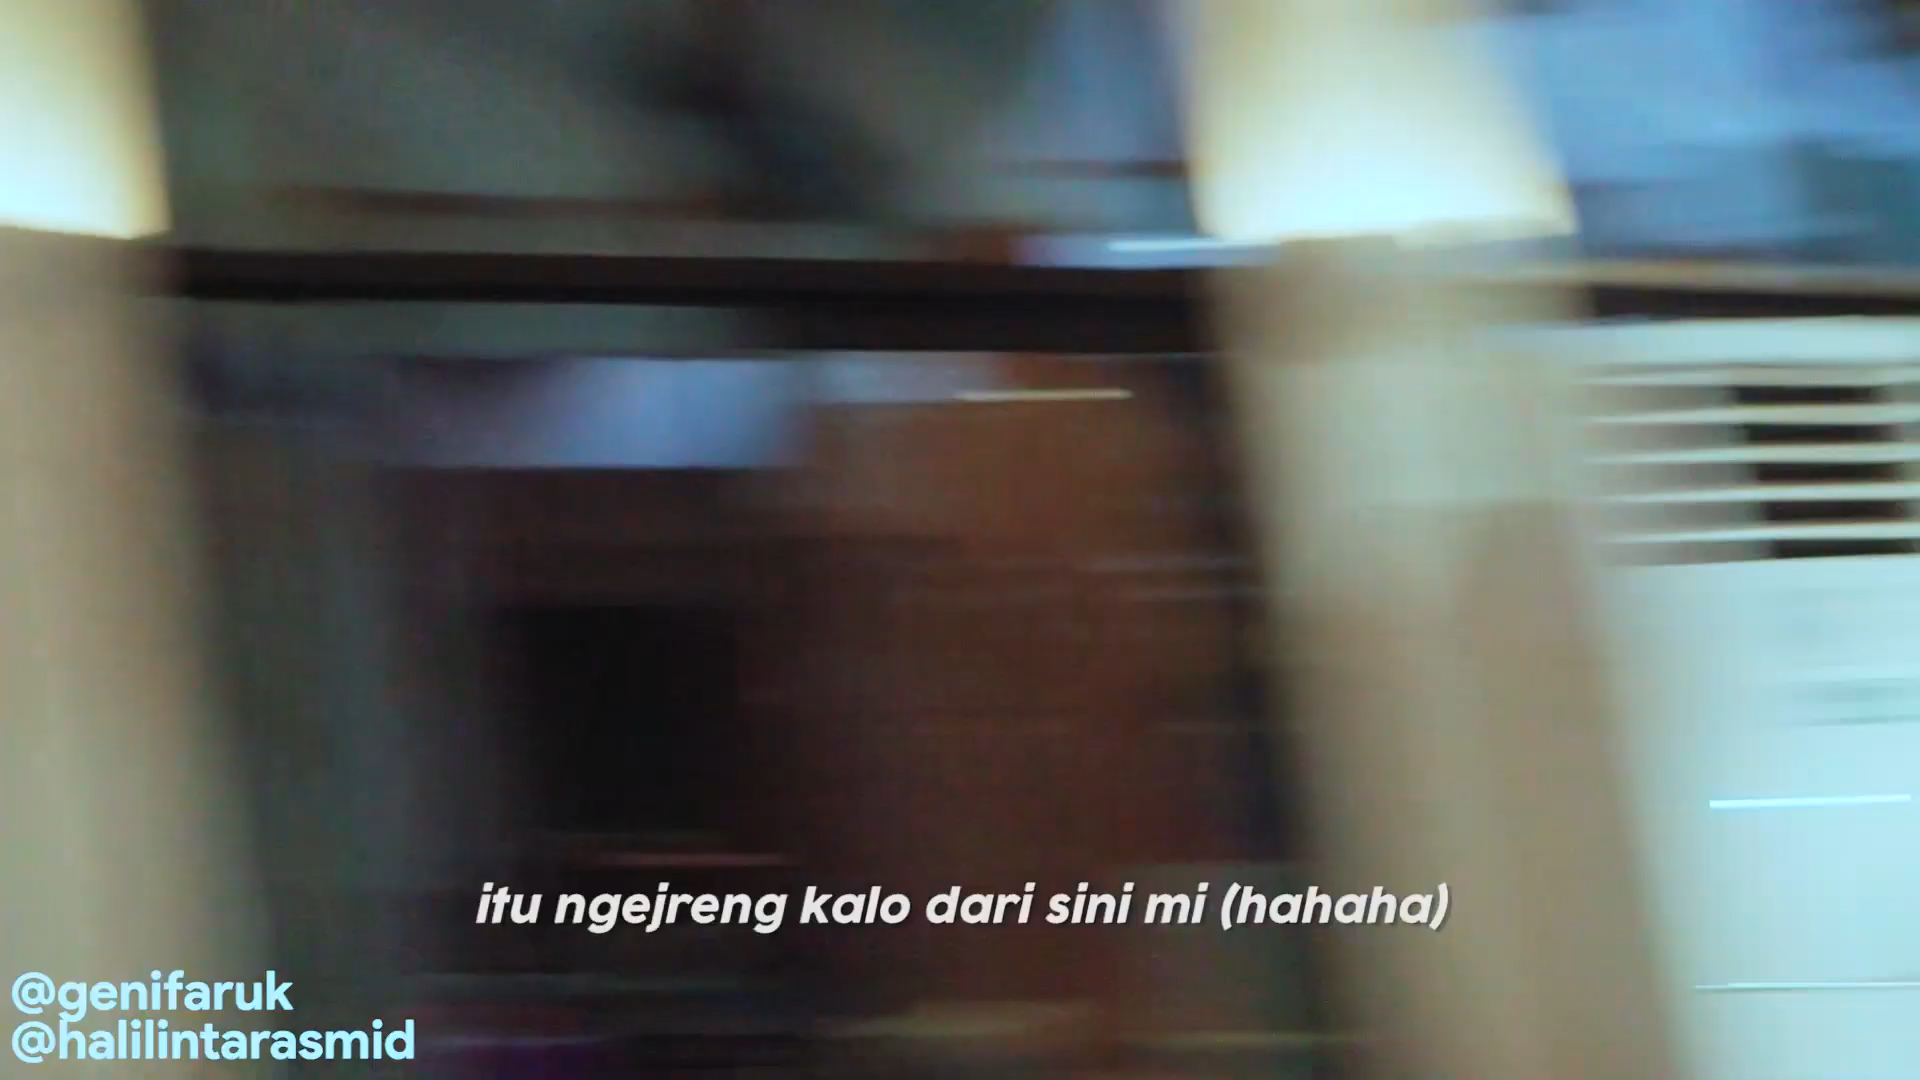 itu ngejreng kalo dari sini mi (hahaha)
@genifaruk
@halilintarasmid